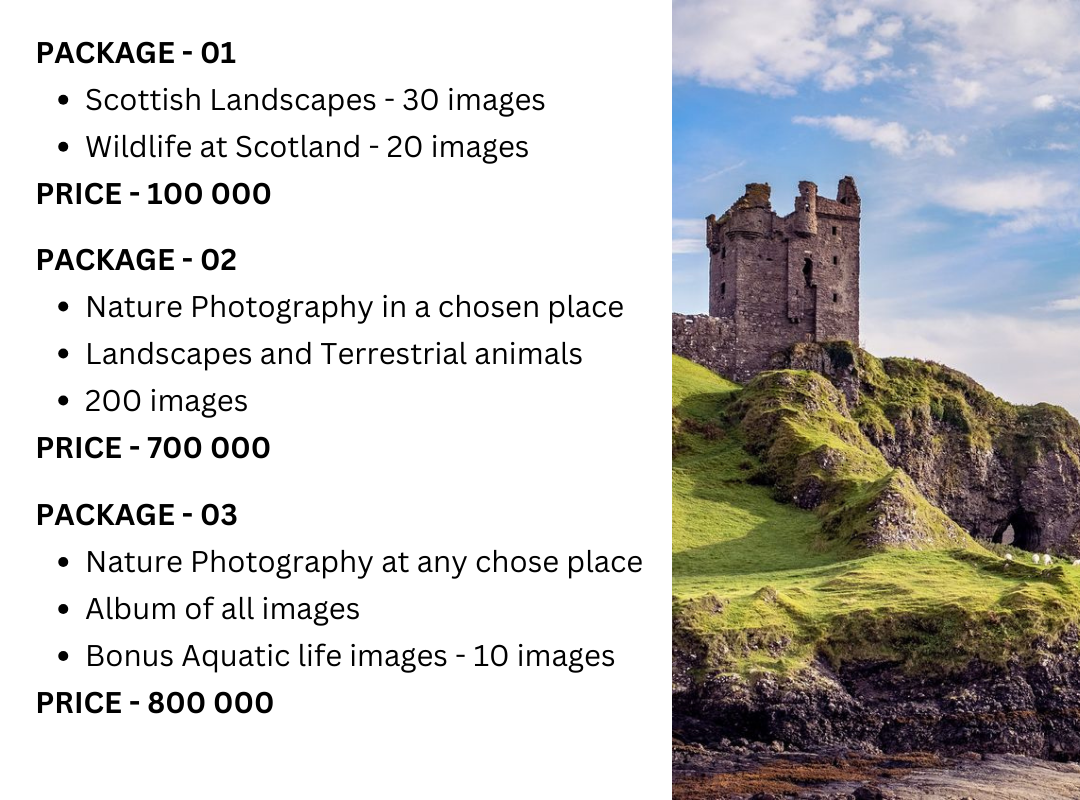 PACKAGE - 01
• Scottish Landscapes - 30 images
• Wildlife at Scotland - 20 images
PRICE - 100 000
PACKAGE - 02
• Nature Photography in a chosen place
• Landscapes and Terrestrial animals
• 200 images
PRICE - 700 000
PACKAGE - 03
• Nature Photography at any chose place
• Album of all images
• Bonus Aquatic life images - 10 images
PRICE - 800 000